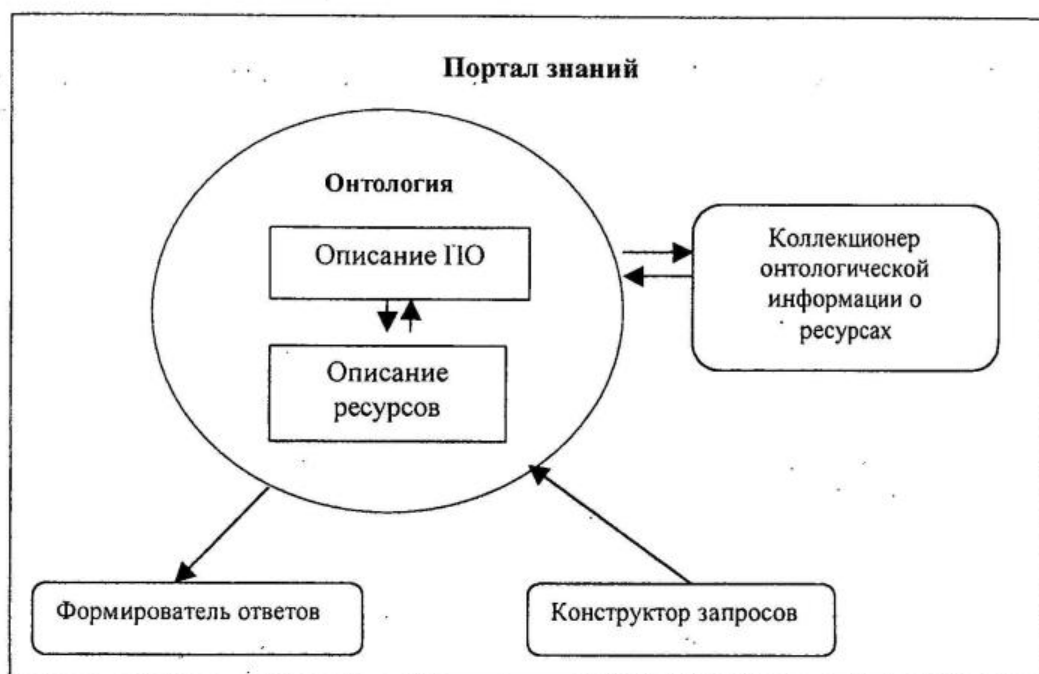 Портал знаний
Онтология
Описание ПО
Описание
ресурсов
Коллекционер
онтологической
информации о
ресурсах
Формирователь ответов
Конструктор запросов